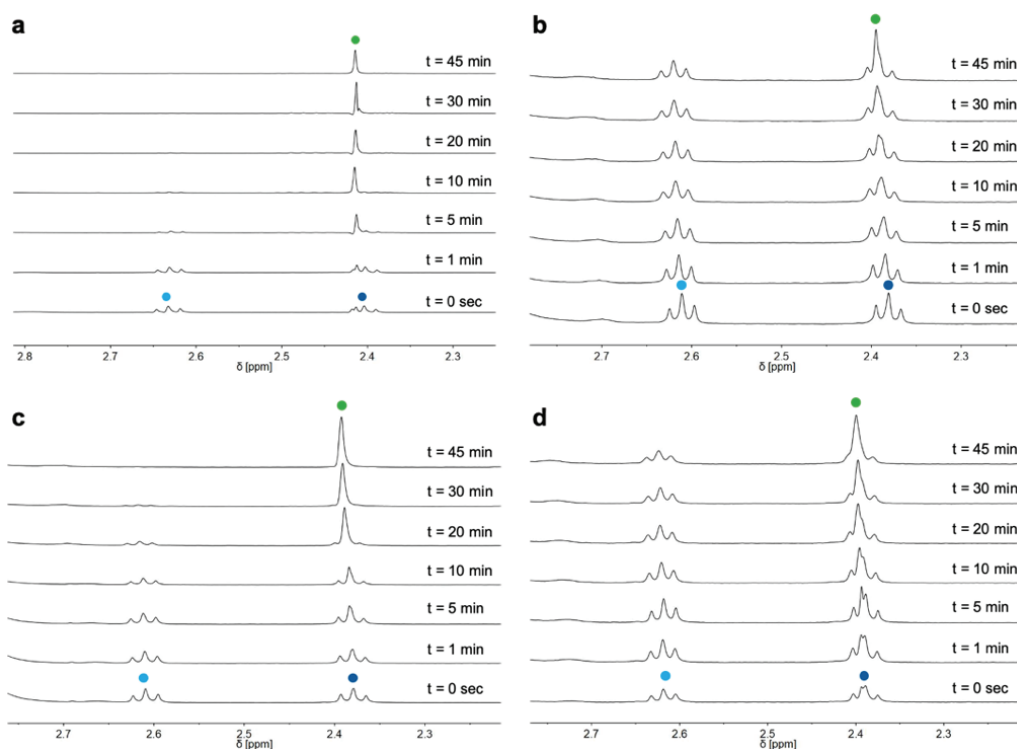 a
t = 45 min
t = 30 min
t = 20 min
t = 10 min
t = 5 min
t = 1 min
t = 0 sec
2.8 2.7 2.6 2.5 2.4 2.3
δ [ppm]
b
t = 45 min
t = 30 min
t = 20 min
t = 10 min
t = 5 min
t = 1 min
t = 0 sec
2.7 2.6 2.5 2.4 2.3
δ [ppm]
c
t = 45 min
t = 30 min
t = 20 min
t = 10 min
t = 5 min
t = 1 min
t = 0 sec
2.7 2.6 2.5 2.4 2.3
δ [ppm]
d
t = 45 min
t = 30 min
t = 20 min
t = 10 min
t = 5 min
t = 1 min
t = 0 sec
2.7 2.6 2.5 2.4 2.3
δ [ppm]